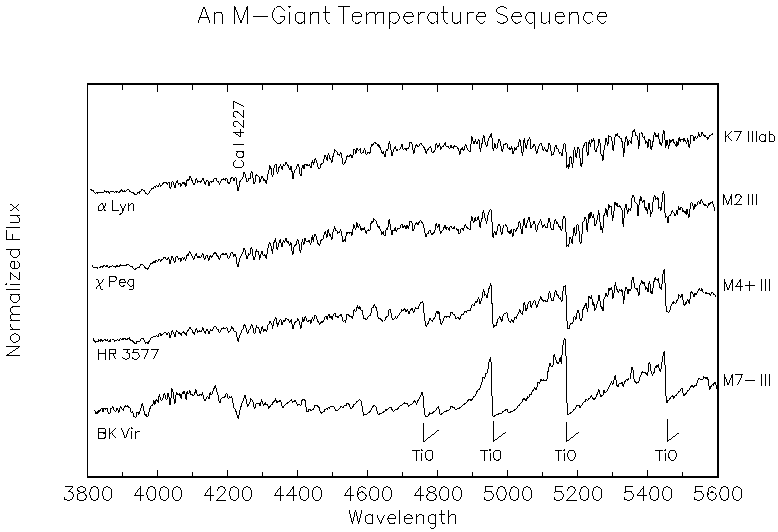 An M-Giant Temperature Sequence
Normalized Flux
Ca I 4227
K7 IIIab
α Lyn
M2 III
χ Peg
M4+ III
HR 3577
M7- III
BK Vir
TiO TiO TiO TiO
3800 4000 4200 4400 4600 4800 5000 5200 5400 5600
Wavelength